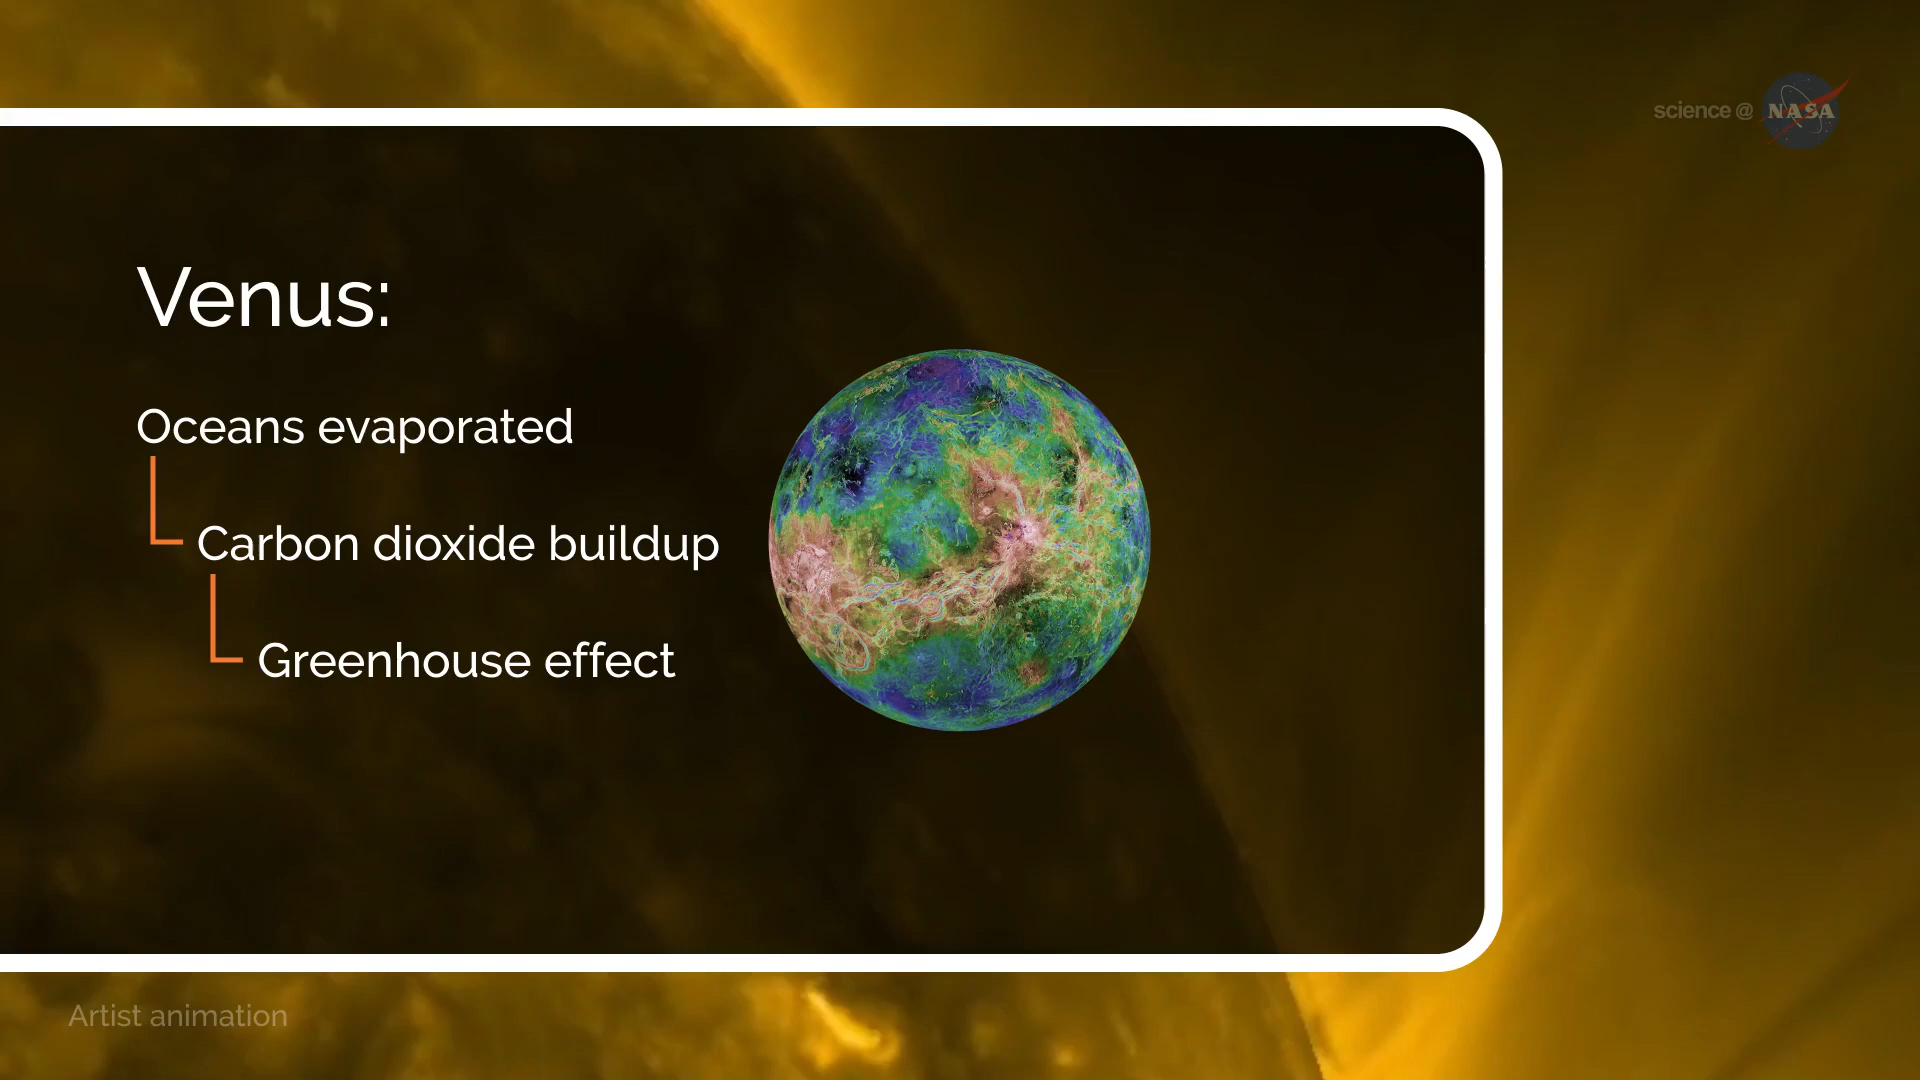 science @ NASA
Venus:
Oceans evaporated
Carbon dioxide buildup
Greenhouse effect
Artist animation